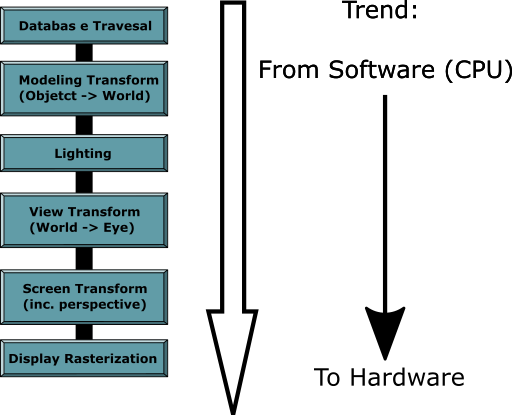 Databas e Travesal
Modeling Transform
(Objetct -> World)
Lighting
View Transform
(World -> Eye)
Screen Transform
(inc. perspective)
Display Rasterization
Trend:
From Software (CPU)
To Hardware